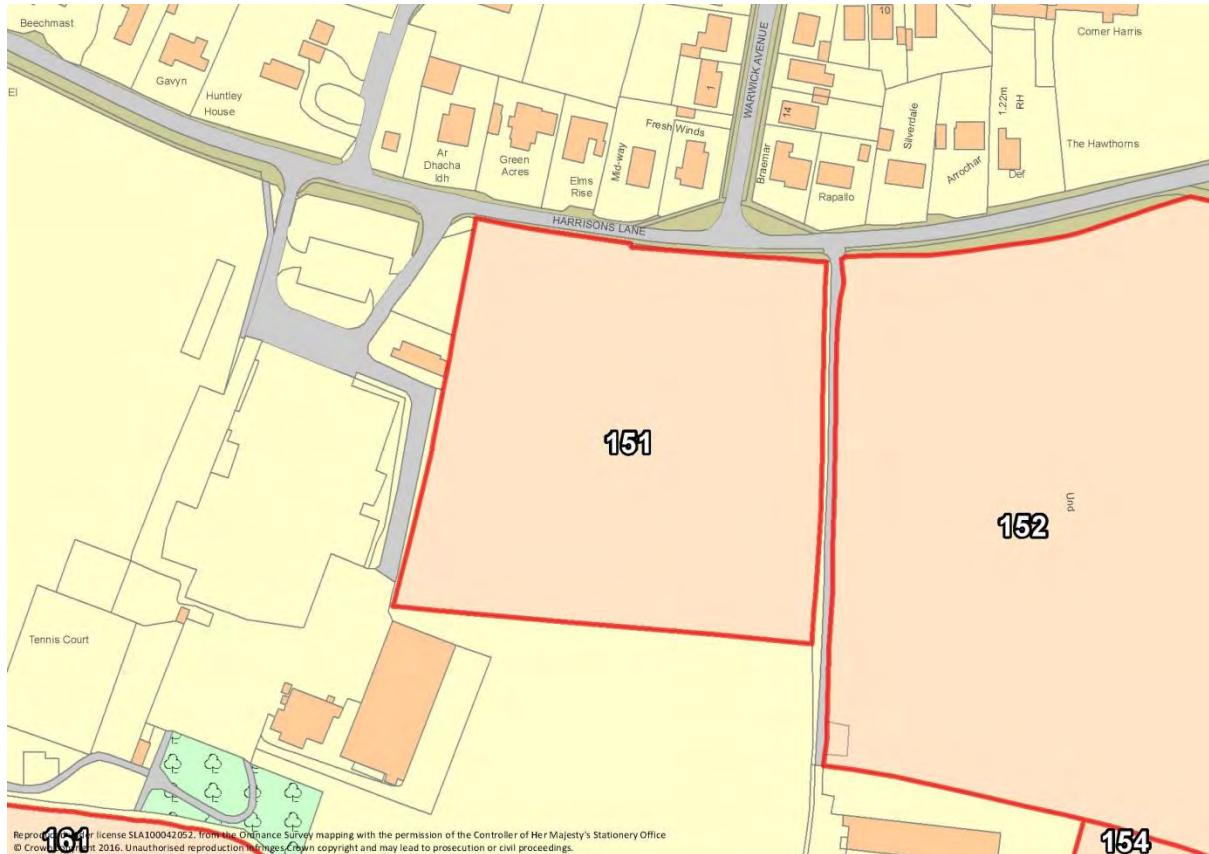 Beechmast
Gavyn
Huntley
House
El
Ar
Dhacha
Idh
Green
Acres
Elms
Rise
Mid-way
Fresh Winds
1
WARWICK AVENUE
10
14
Braemar
Rapallo
Silverdale
Arrochar
1.22m
RH
Def
Comer Harris
The Hawthorns
HARRISONS LANE
151
152
Und
Tennis Court
161
154
Reproduced under license SLA100042052. from the Ordnance Survey mapping with the permission of the Controller of Her Majesty's Stationery Office
© Crown copyright 2016. Unauthorised reproduction infringes Crown copyright and may lead to prosecution or civil proceedings.